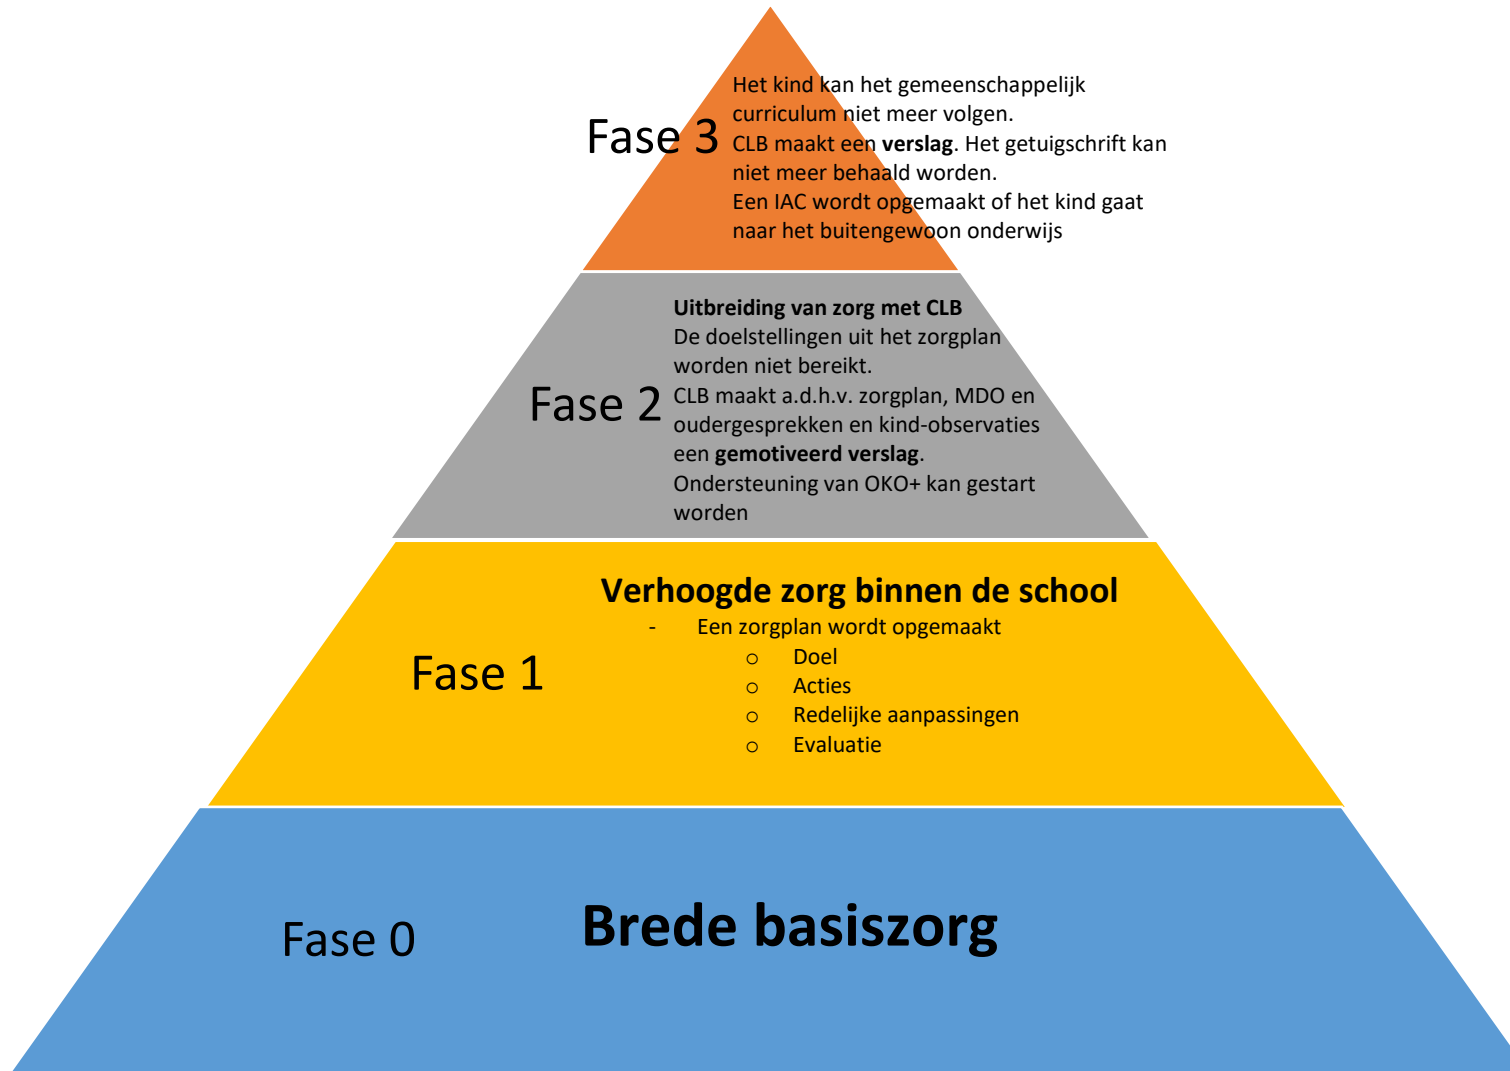 Het kind kan het gemeenschappelijk
curriculum niet meer volgen.
Fase 3
CLB maakt een verslag. Het getuigschrift kan
niet meer behaald worden.
Een IAC wordt opgemaakt of het kind gaat
naar het buitengewoon onderwijs
Uitbreiding van zorg met CLB
De doelstellingen uit het zorgplan
worden niet bereikt.
Fase 2
CLB maakt a.d.h.v. zorgplan, MDO en
oudergesprekken en kind-observaties
een gemotiveerd verslag.
Ondersteuning van OKO+ kan gestart
worden
Verhoogde zorg binnen de school
- Een zorgplan wordt opgemaakt
o Doel
Fase 1
o Acties
o Redelijke aanpassingen
o Evaluatie
Fase 0
Brede basiszorg